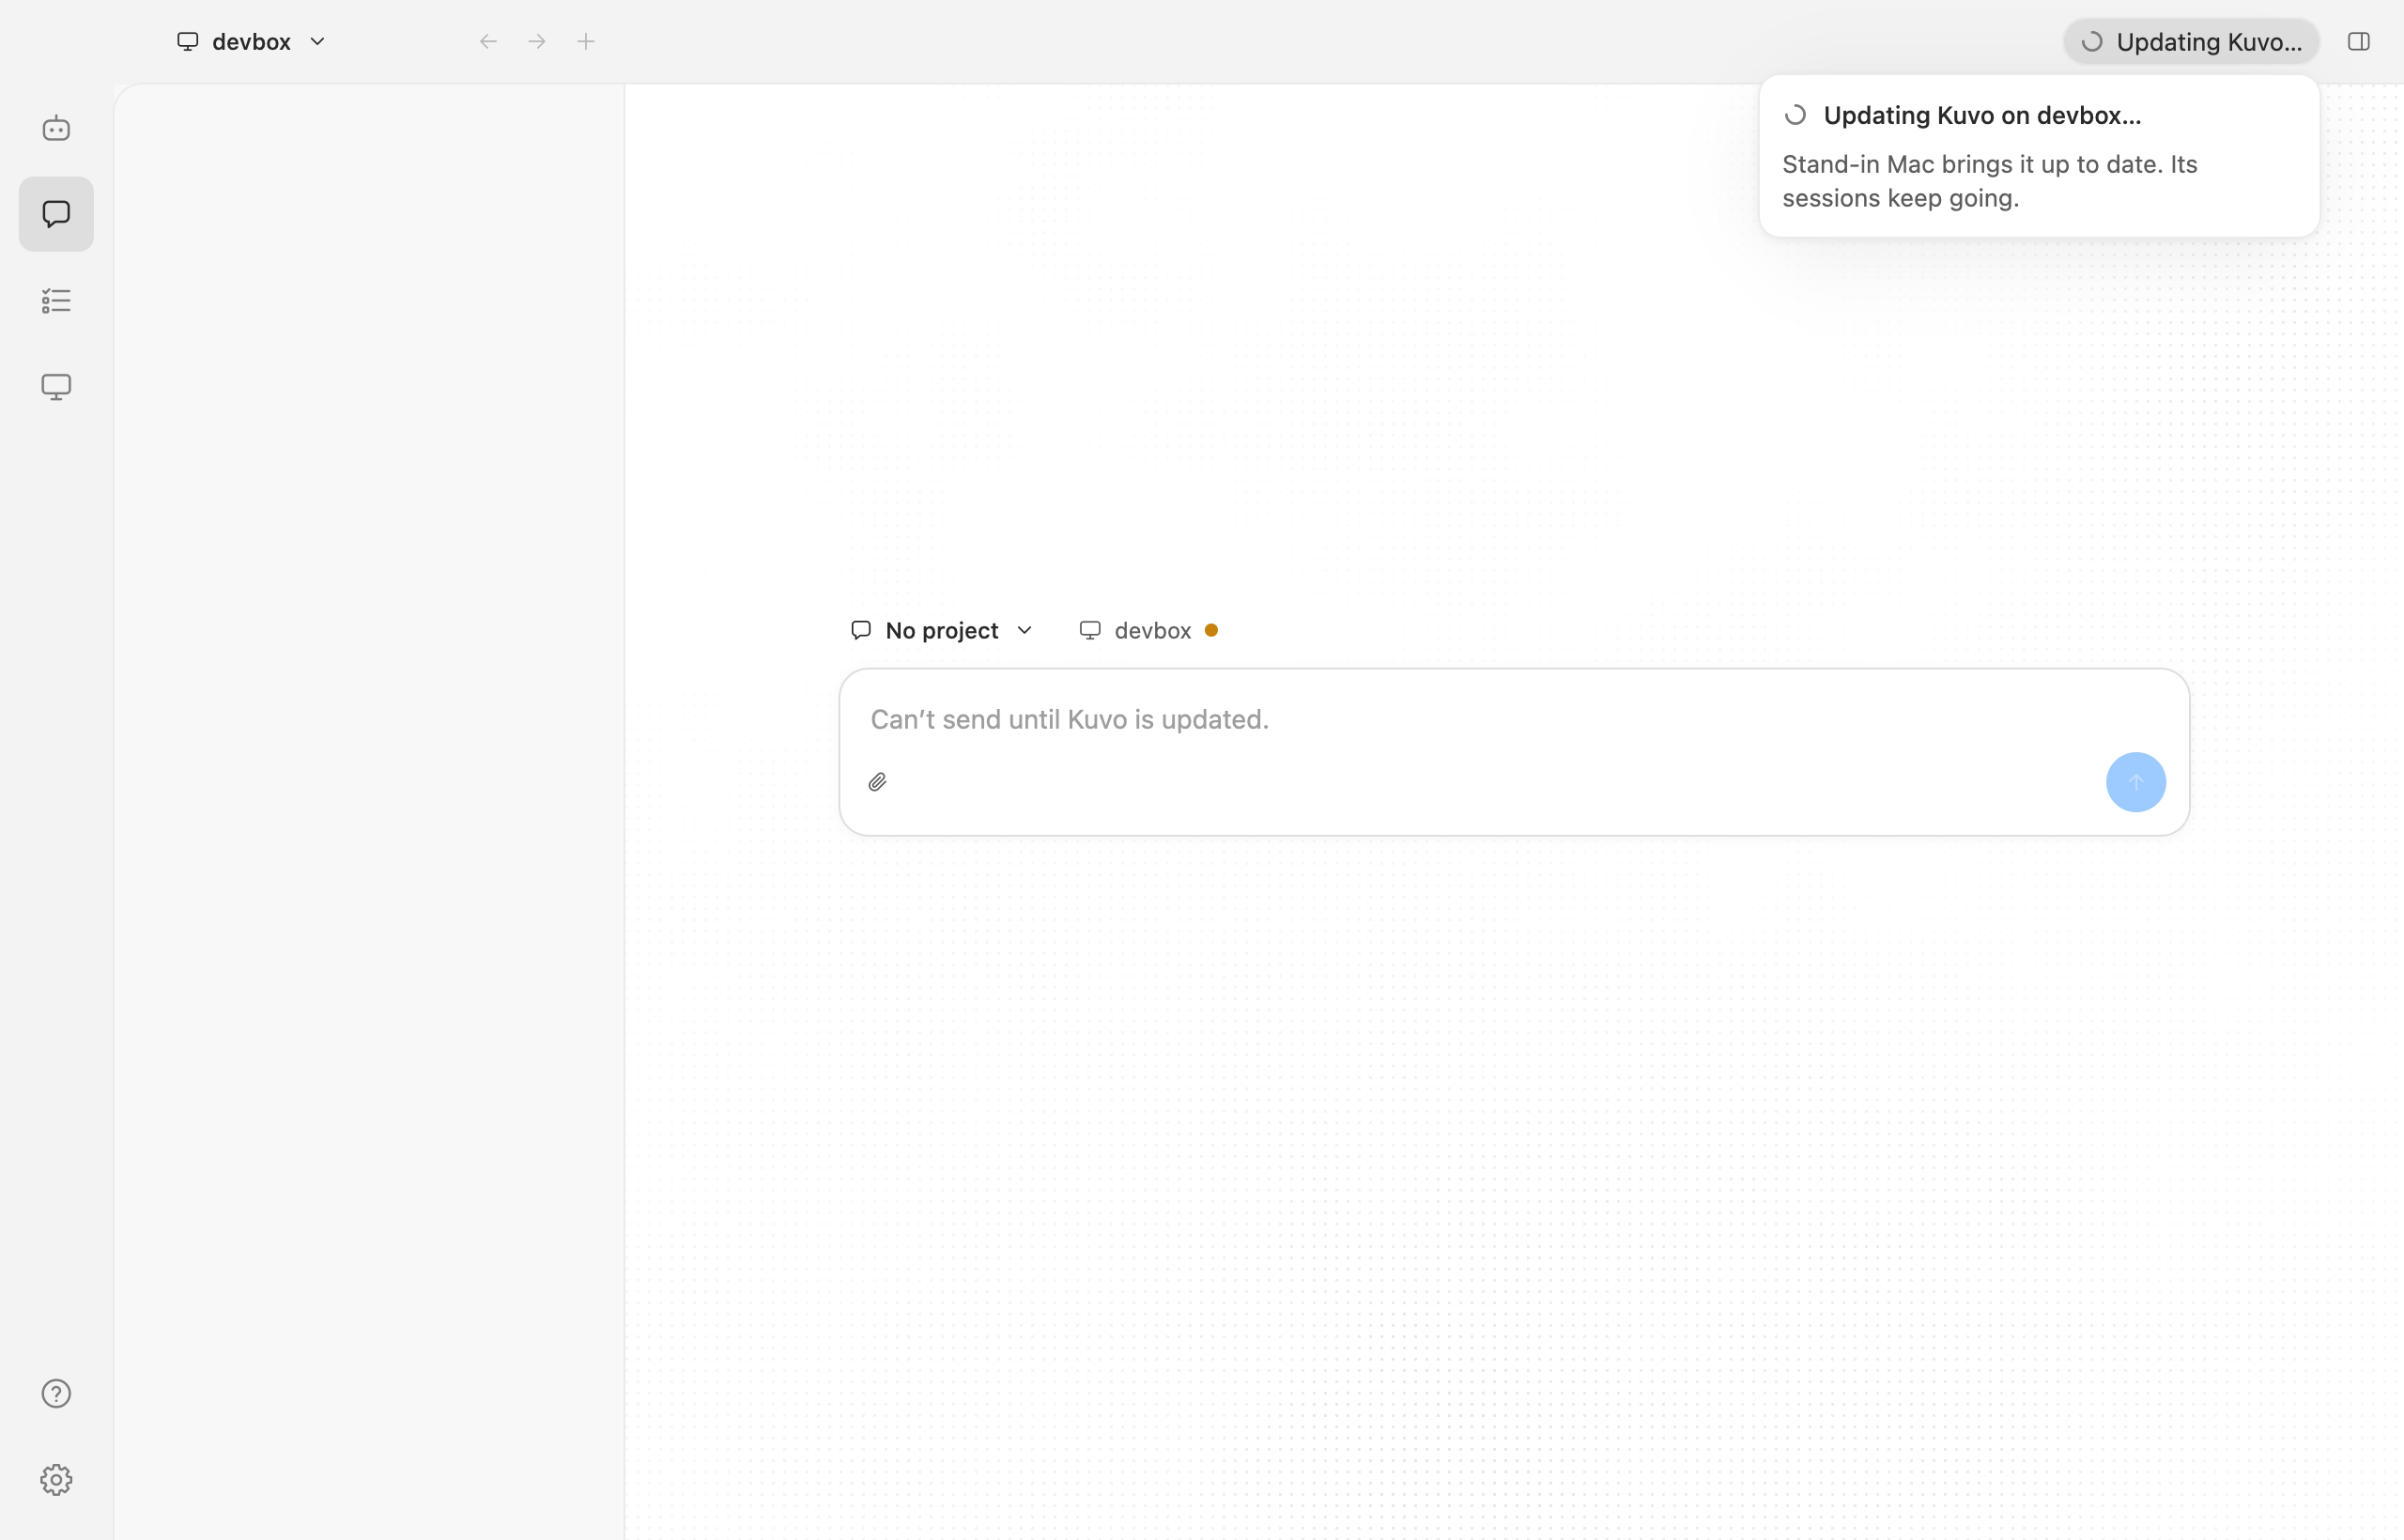 devbox
Updating Kuvo...
Updating Kuvo on devbox...
Stand-in Mac brings it up to date. Its
sessions keep going.
No project
devbox
Can’t send until Kuvo is updated.